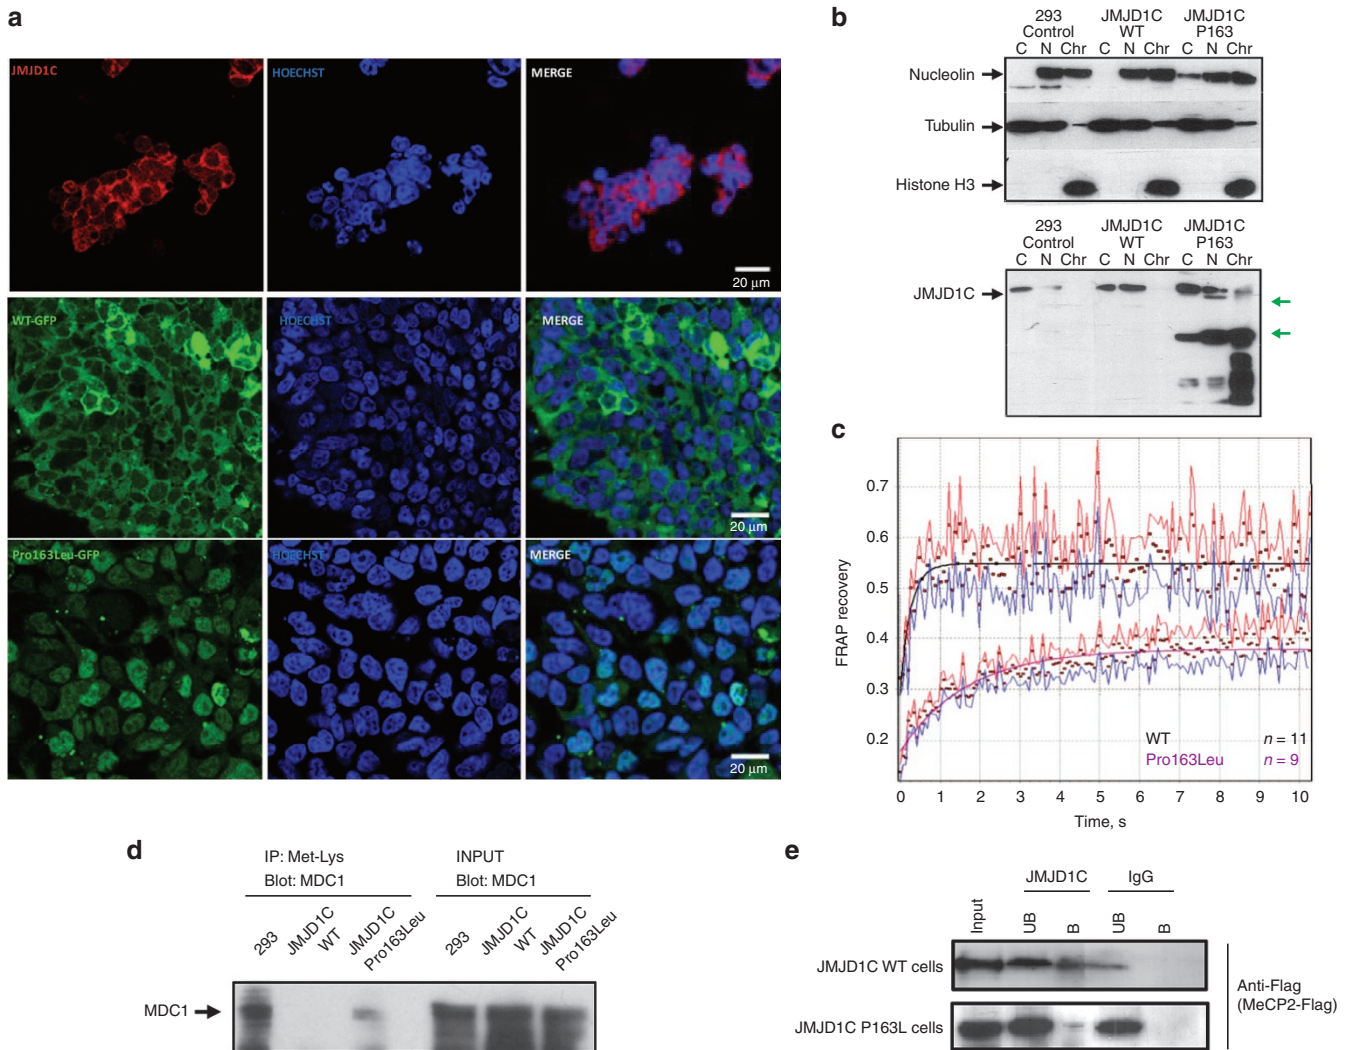 a
JMJD1C
HOECHST
MERGE
20 μm
WT-GFP
HOECHST
MERGE
20 μm
Pro163Leu-GFP
HOECHST
MERGE
20 μm
b
293 Control
JMJD1C WT
JMJD1C P163
C N Chr C N Chr C N Chr
Nucleolin
Tubulin
Histone H3
293 Control
JMJD1C WT
JMJD1C P163
C N Chr C N Chr C N Chr
JMJD1C
c
FRAP recovery
0.7
0.6
0.5
0.4
0.3
0.2
WT n = 11
Pro163Leu n = 9
0 1 2 3 4 5 6 7 8 9 10
Time, s
d
IP: Met-Lys
Blot: MDC1
INPUT
Blot: MDC1
293
JMJD1C WT
JMJD1C Pro163Leu
293
JMJD1C WT
JMJD1C Pro163Leu
MDC1
e
JMJD1C
IgG
Input
UB
B
UB
B
JMJD1C WT cells
JMJD1C P163L cells
Anti-Flag
(MeCP2-Flag)